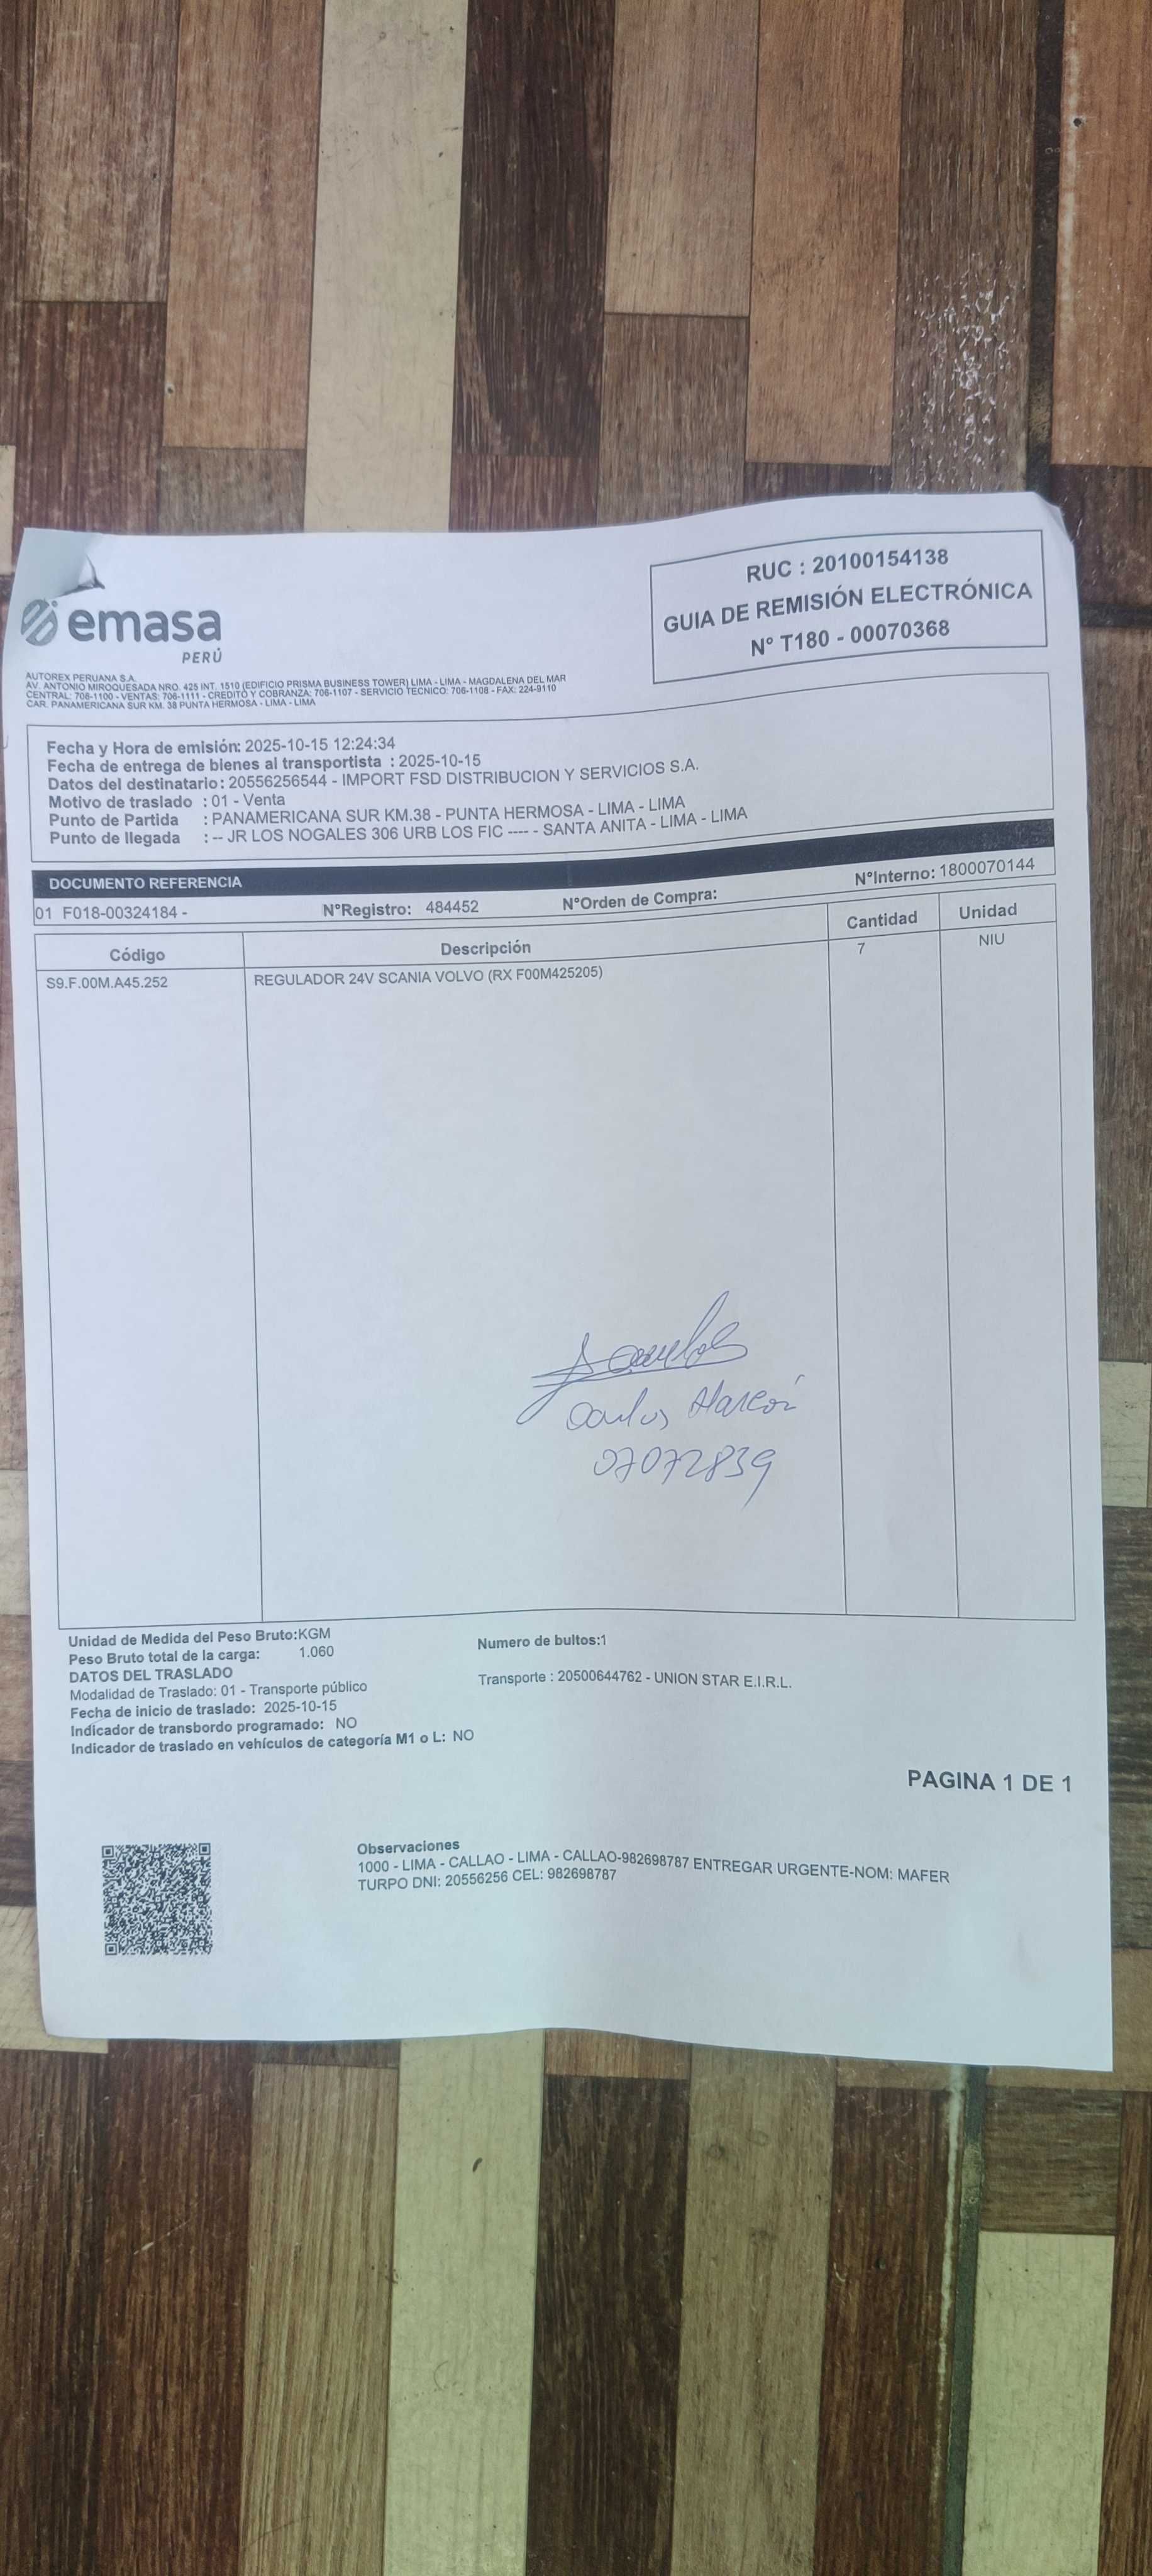 emasa
PERÚ
RUC : 20100154138
GUIA DE REMISIÓN ELECTRÓNICA
N° T180 - 00070368
AUTOREX PERUANA S.A.
AV. ANTONIO MIROQUESADA NRO. 425 INT. 1510 (EDIFICIO PRISMA BUSINESS TOWER) LIMA - LIMA - MAGDALENA DEL MAR
CENTRAL: 706-1100 - VENTAS: 706-1111 - CREDITO Y COBRANZA: 706-1107 - SERVICIO TECNICO: 706-1108 - FAX: 224-9110
CAR. PANAMERICANA SUR KM. 38 PUNTA HERMOSA - LIMA - LIMA
Fecha y Hora de emisión: 2025-10-15 12:24:34
Fecha de entrega de bienes al transportista : 2025-10-15
Datos del destinatario: 20556256544 - IMPORT FSD DISTRIBUCION Y SERVICIOS S.A.
Motivo de traslado : 01 - Venta
Punto de Partida : PANAMERICANA SUR KM.38 - PUNTA HERMOSA - LIMA - LIMA
Punto de llegada : -- JR LOS NOGALES 306 URB LOS FIC ---- - SANTA ANITA - LIMA - LIMA
DOCUMENTO REFERENCIA
01 F018-00324184 - N°Registro: 484452 N°Orden de Compra: N°Interno: 1800070144
Código Descripción Cantidad Unidad
S9.F.00M.A45.252 REGULADOR 24V SCANIA VOLVO (RX F00M425205) 7 NIU
Carlos Alarcón
07072839
Unidad de Medida del Peso Bruto:KGM
Peso Bruto total de la carga: 1.060
Numero de bultos:1
DATOS DEL TRASLADO
Modalidad de Traslado: 01 - Transporte público
Transporte : 20500644762 - UNION STAR E.I.R.L.
Fecha de inicio de traslado: 2025-10-15
Indicador de transbordo programado: NO
Indicador de traslado en vehículos de categoría M1 o L: NO
PAGINA 1 DE 1
Observaciones
1000 - LIMA - CALLAO - LIMA - CALLAO-982698787 ENTREGAR URGENTE-NOM: MAFER
TURPO DNI: 20556256 CEL: 982698787